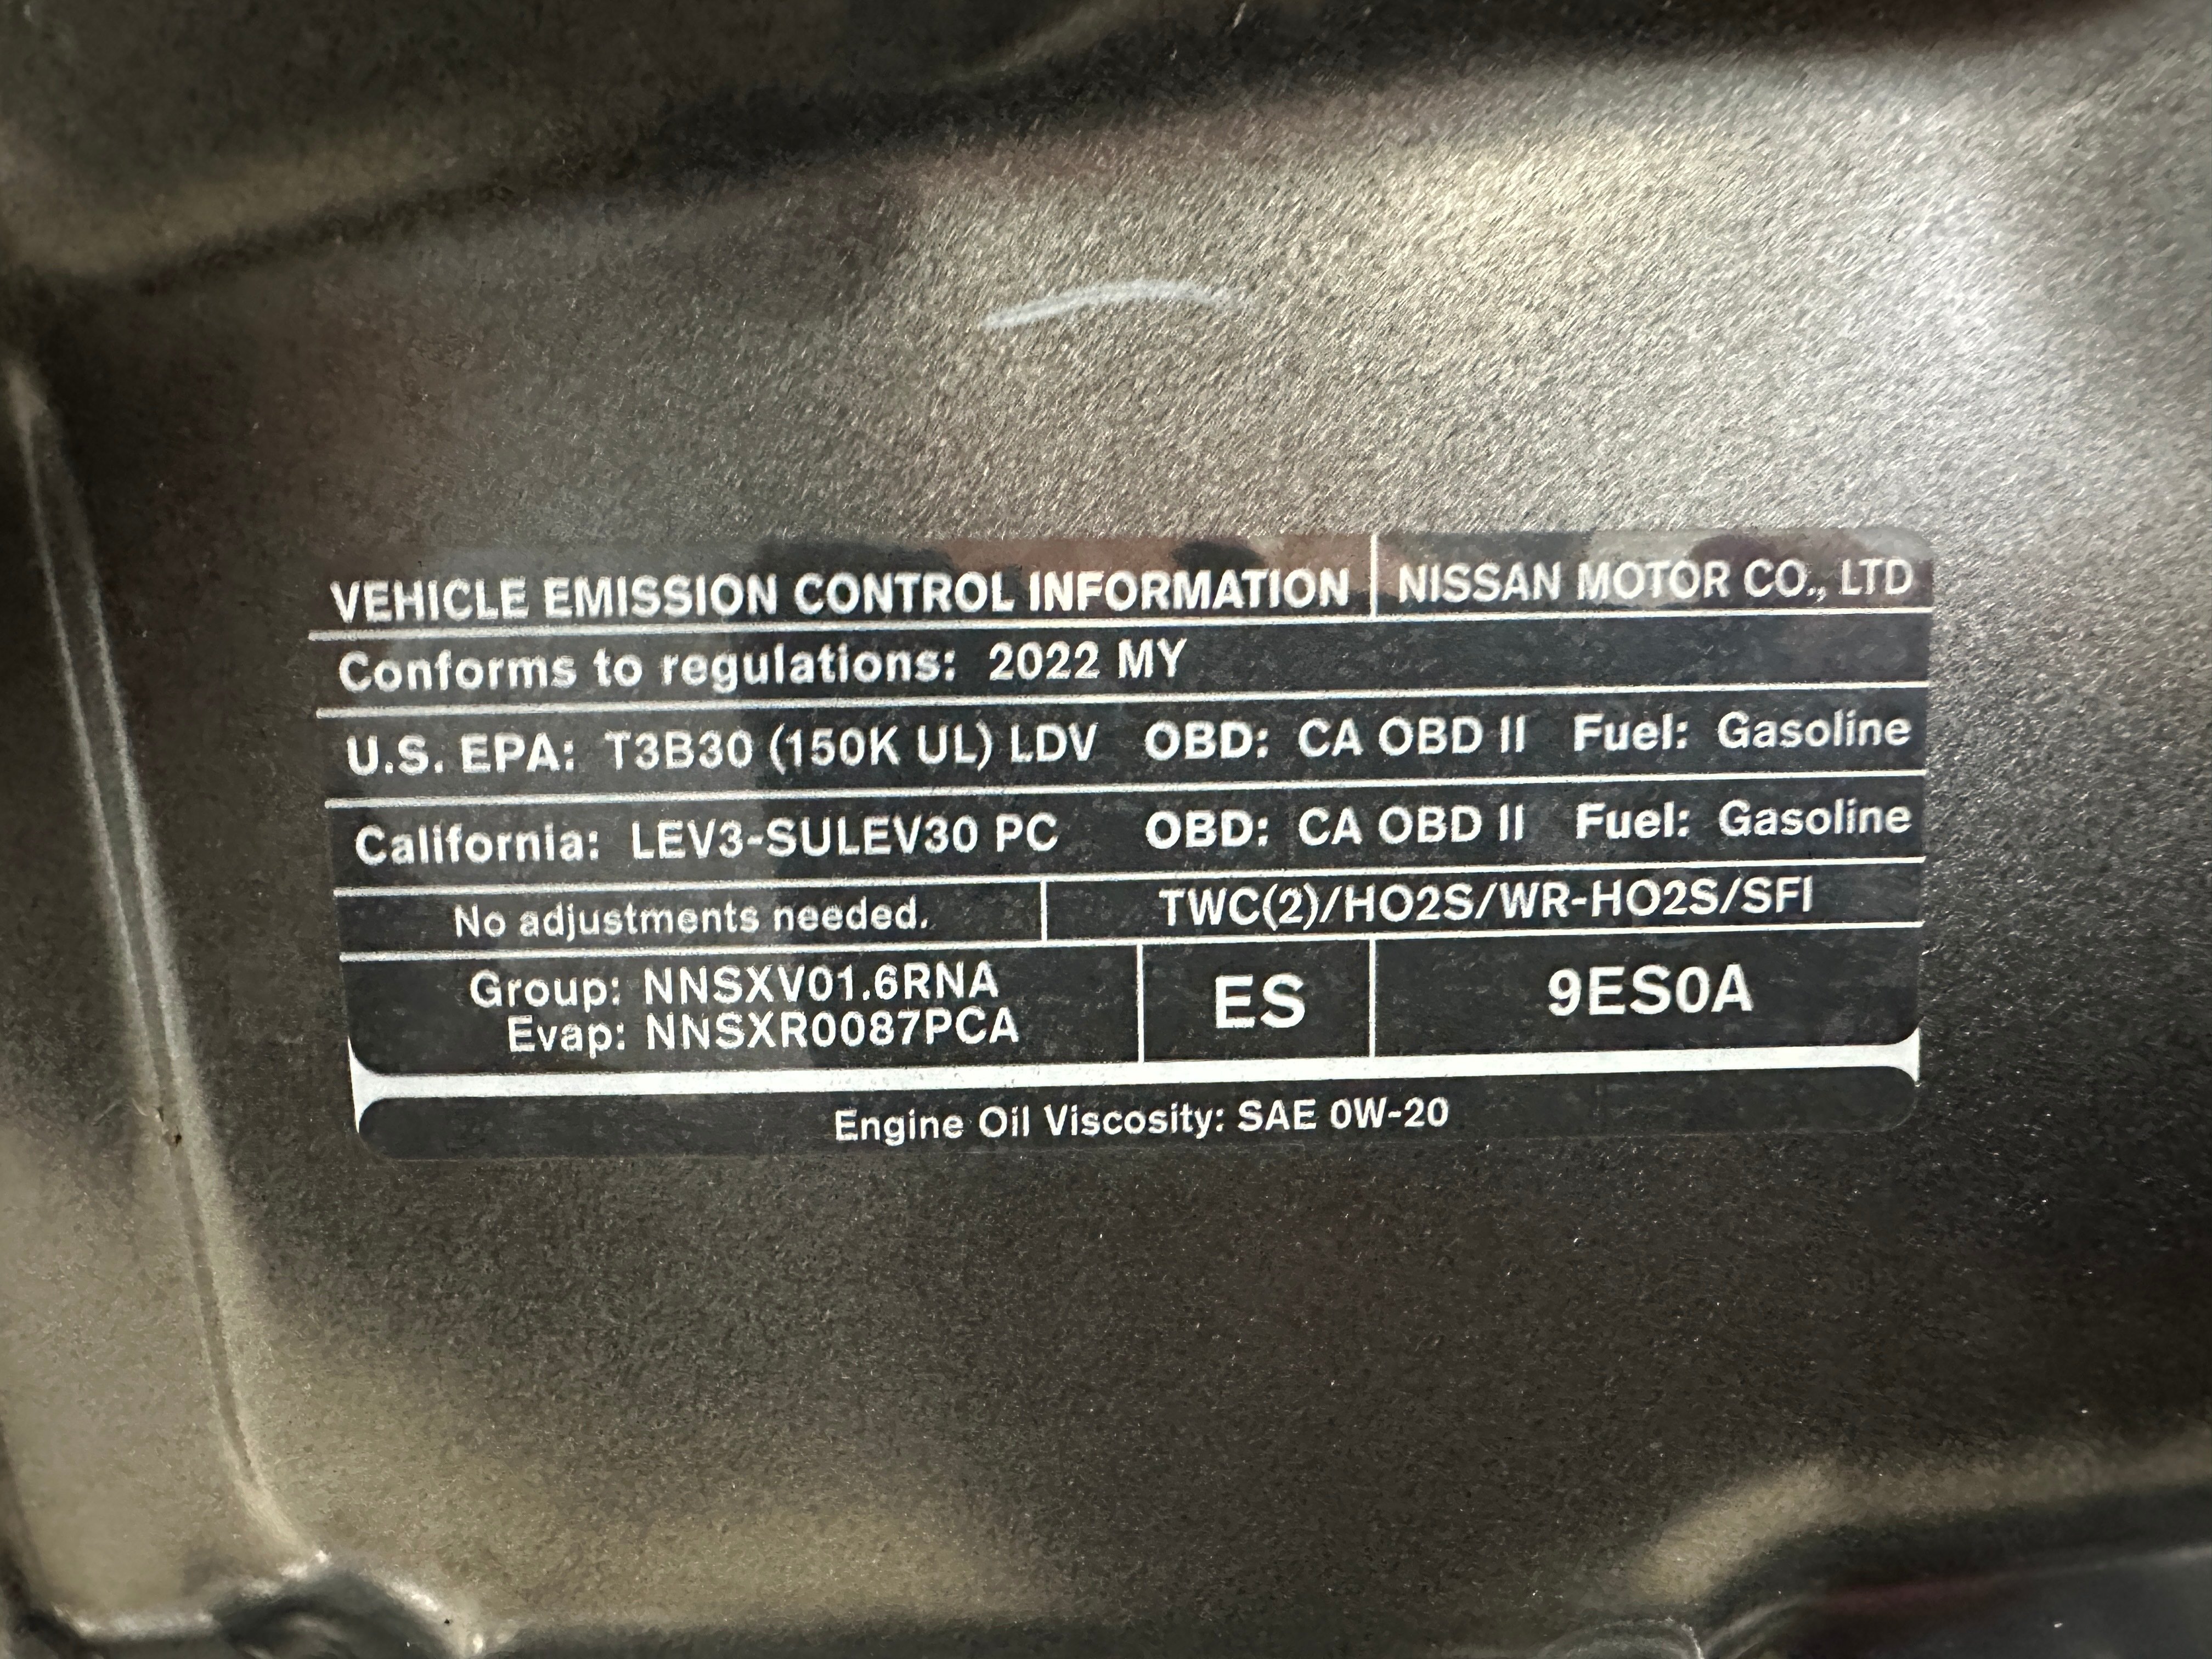 VEHICLE EMISSION CONTROL INFORMATION NISSAN MOTOR CO., LTD
Conforms to regulations: 2022 MY
U.S. EPA: T3B30 (150K UL) LDV OBD: CA OBD II Fuel: Gasoline
California: LEV3-SULEV30 PC OBD: CA OBD II Fuel: Gasoline
No adjustments needed. TWC(2)/HO2S/WR-HO2S/SFI
Group: NNSXV01.6RNA
Evap: NNSXR0087PCA
ES
9ES0A
Engine Oil Viscosity: SAE 0W-20